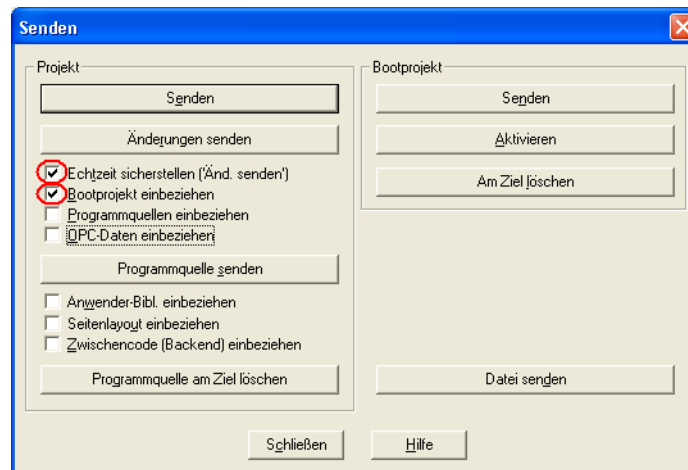 Senden
Projekt
Senden
Änderungen senden
Echtzeit sicherstellen ('Änd. senden')
Bootprojekt einbeziehen
Programmquellen einbeziehen
OPC-Daten einbeziehen
Programmquelle senden
Anwender-Bibl. einbeziehen
Seitenlayout einbeziehen
Zwischencode (Backend) einbeziehen
Programmquelle am Ziel löschen
Bootprojekt
Senden
Aktivieren
Am Ziel löschen
Datei senden
Schließen
Hilfe